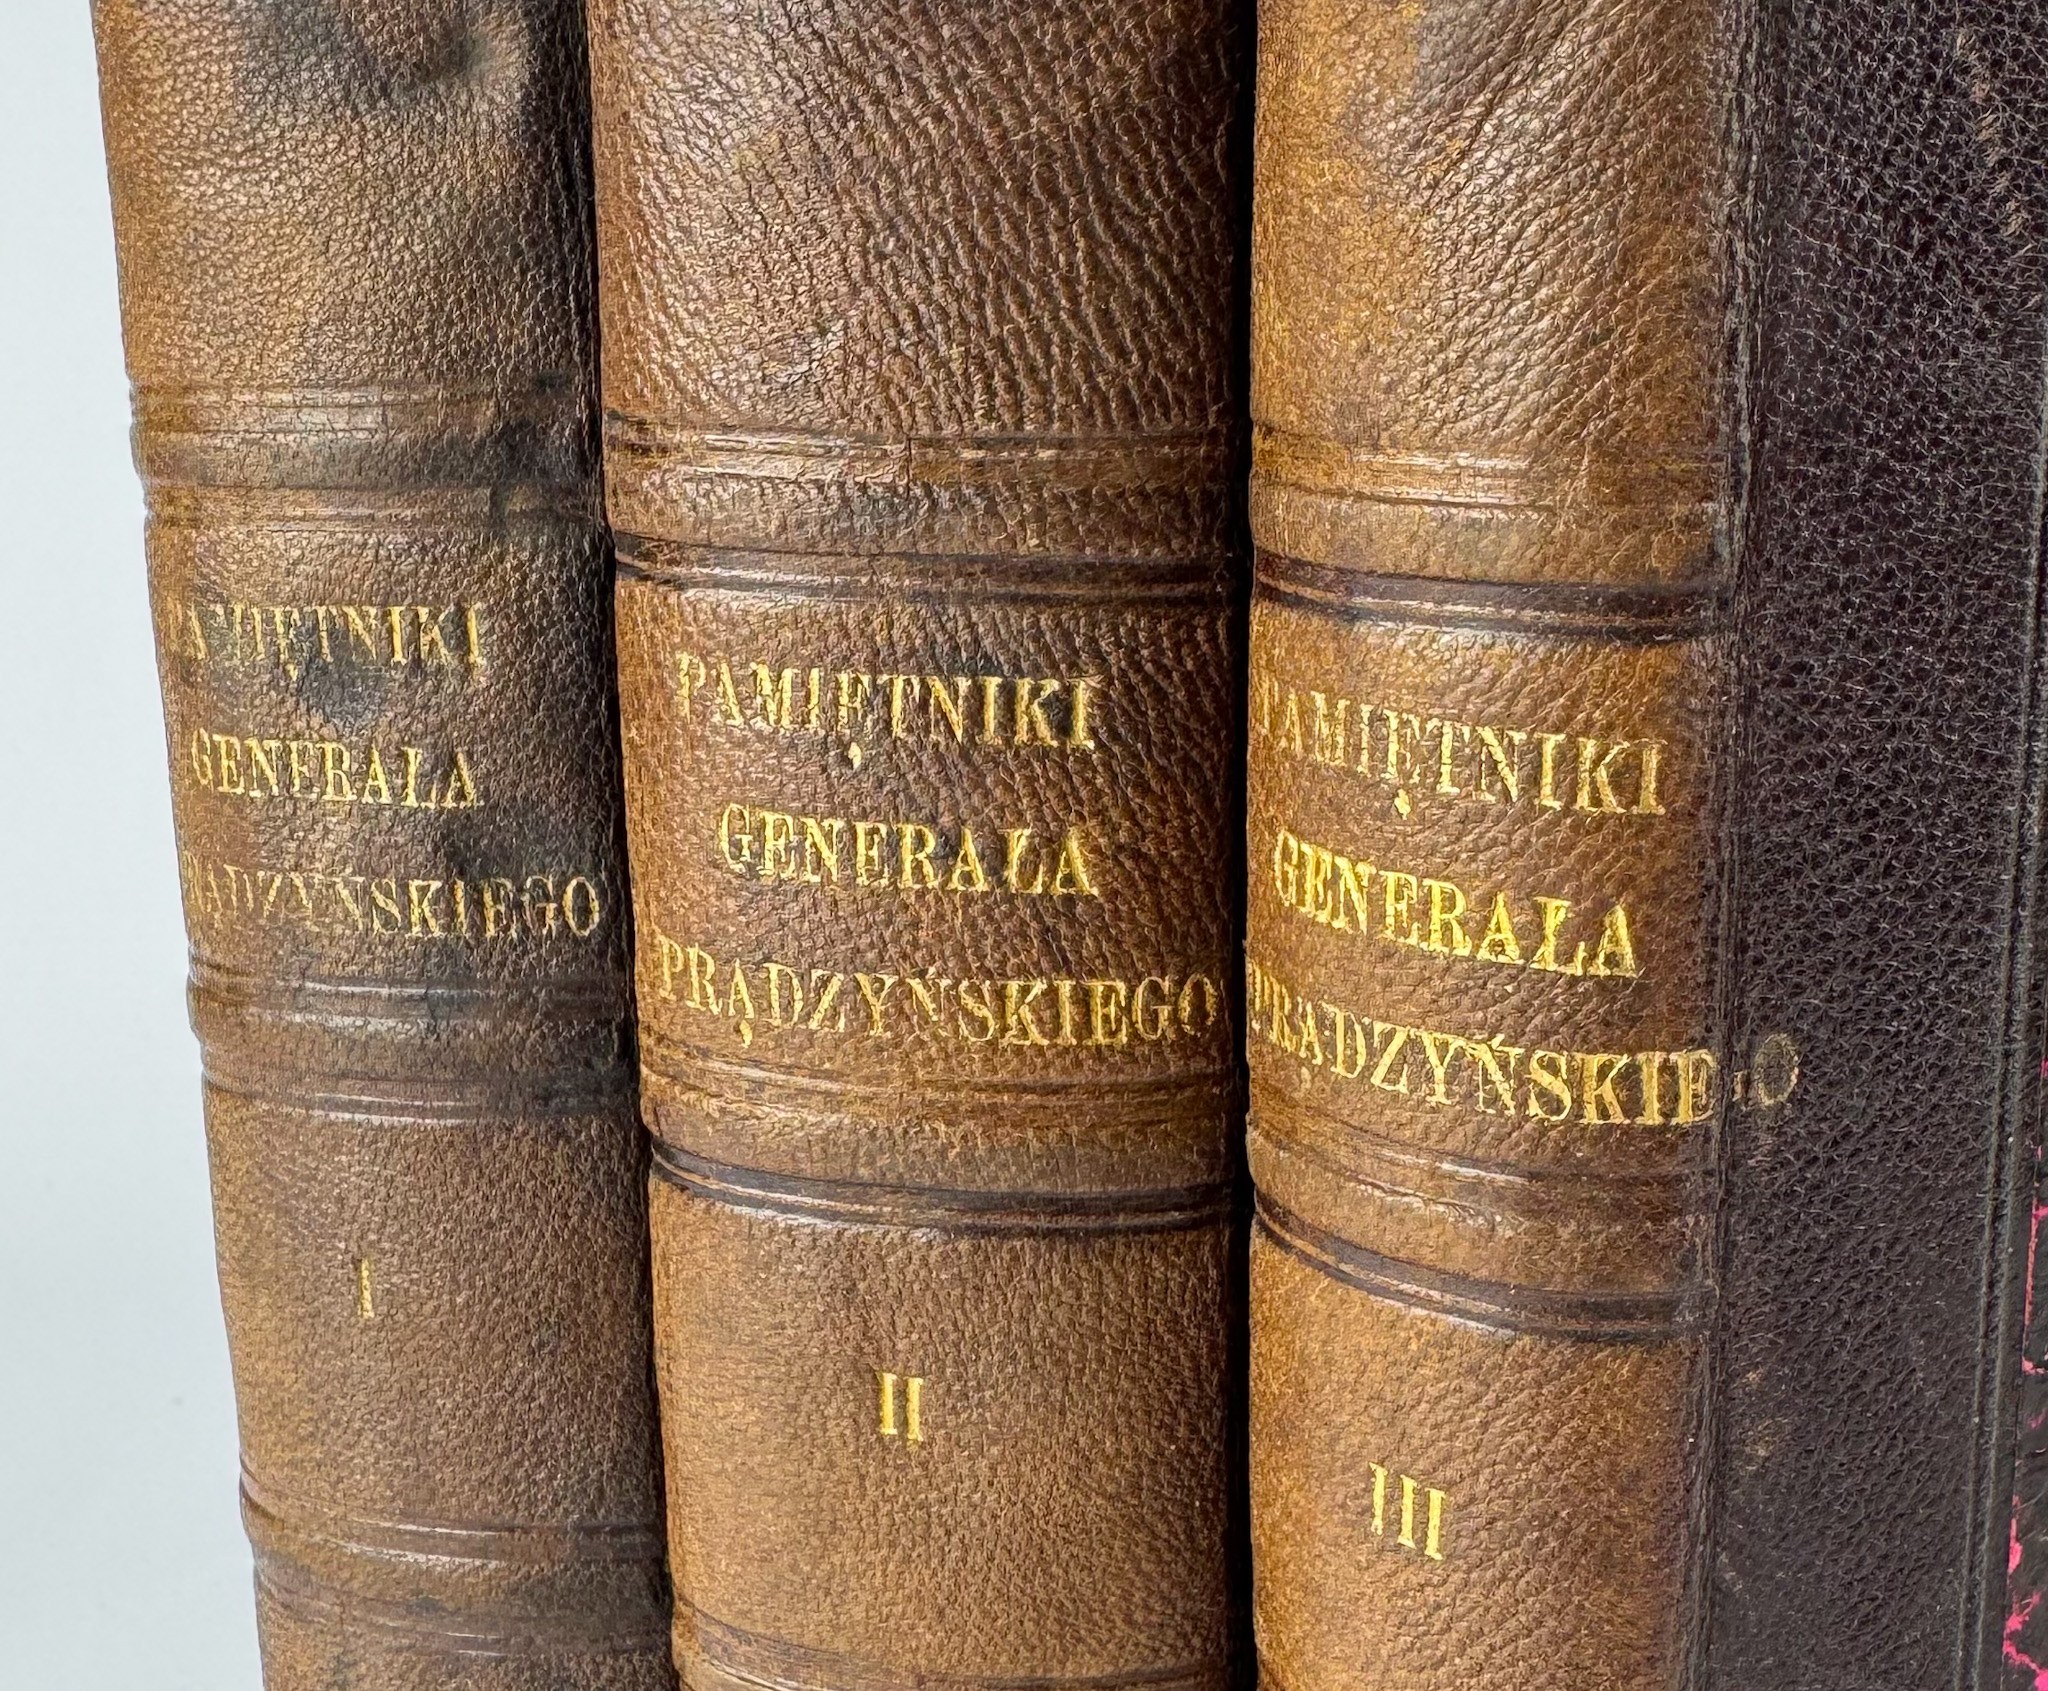 PAMIĘTNIKI
GENERAŁA
PRĄDZYŃSKIEGO
I
PAMIĘTNIKI
GENERAŁA
PRĄDZYŃSKIEGO
II
PAMIĘTNIKI
GENERAŁA
PRĄDZYŃSKIEGO
III